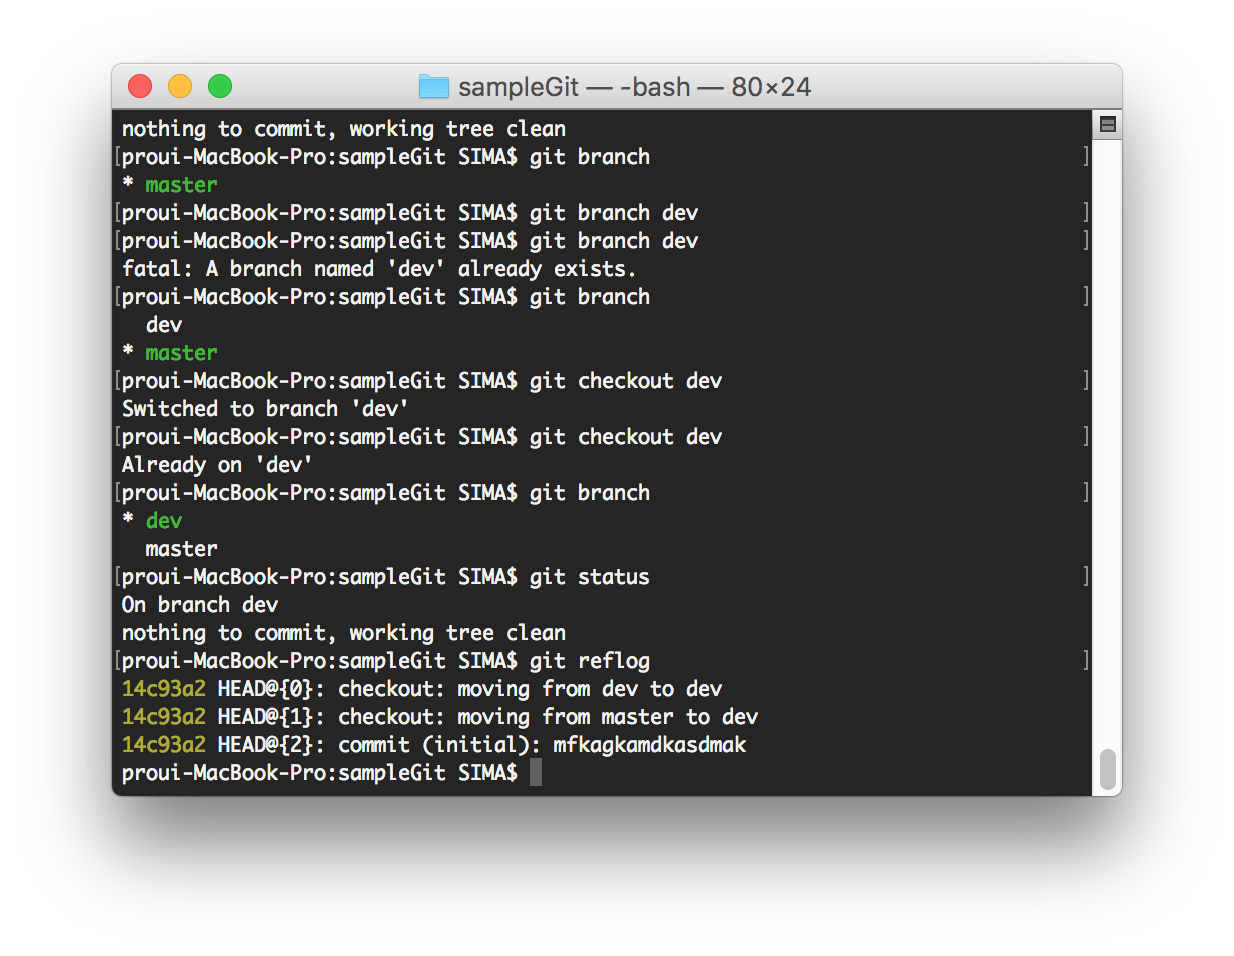 sampleGit — -bash — 80×24
nothing to commit, working tree clean
[proui-MacBook-Pro:sampleGit SIMA$ git branch ]
* master
[proui-MacBook-Pro:sampleGit SIMA$ git branch dev ]
[proui-MacBook-Pro:sampleGit SIMA$ git branch dev ]
fatal: A branch named 'dev' already exists.
[proui-MacBook-Pro:sampleGit SIMA$ git branch ]
  dev
* master
[proui-MacBook-Pro:sampleGit SIMA$ git checkout dev ]
Switched to branch 'dev'
[proui-MacBook-Pro:sampleGit SIMA$ git checkout dev ]
Already on 'dev'
[proui-MacBook-Pro:sampleGit SIMA$ git branch ]
* dev
  master
[proui-MacBook-Pro:sampleGit SIMA$ git status ]
On branch dev
nothing to commit, working tree clean
[proui-MacBook-Pro:sampleGit SIMA$ git reflog ]
14c93a2 HEAD@{0}: checkout: moving from dev to dev
14c93a2 HEAD@{1}: checkout: moving from master to dev
14c93a2 HEAD@{2}: commit (initial): mfkagkamdkasdmak
proui-MacBook-Pro:sampleGit SIMA$